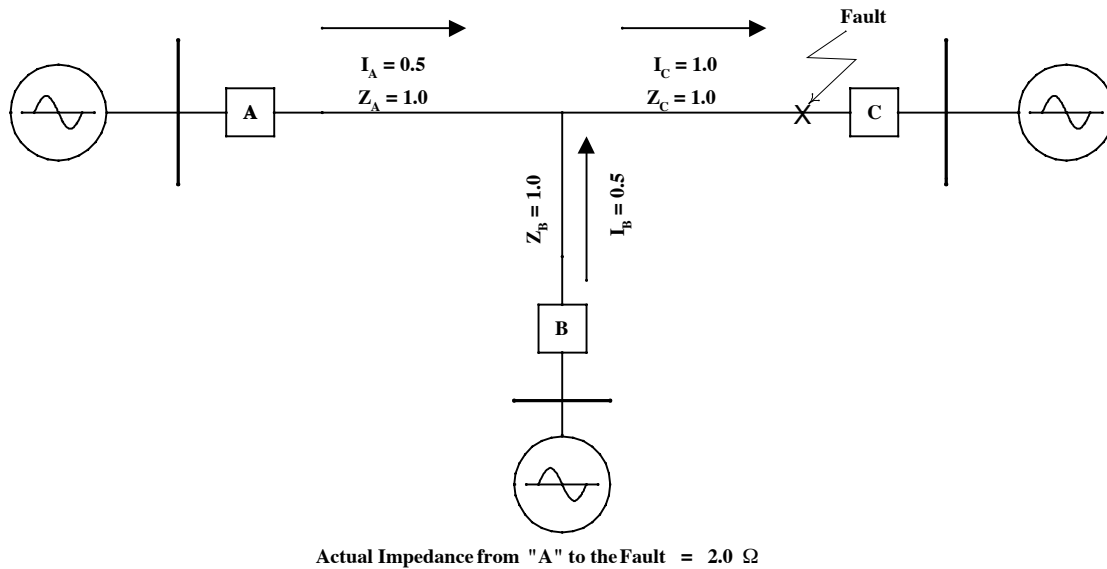 Fault
I_A = 0.5
Z_A = 1.0
I_C = 1.0
Z_C = 1.0
A
C
Z_B = 1.0
I_B = 0.5
B
Actual Impedance from "A" to the Fault = 2.0 Ω